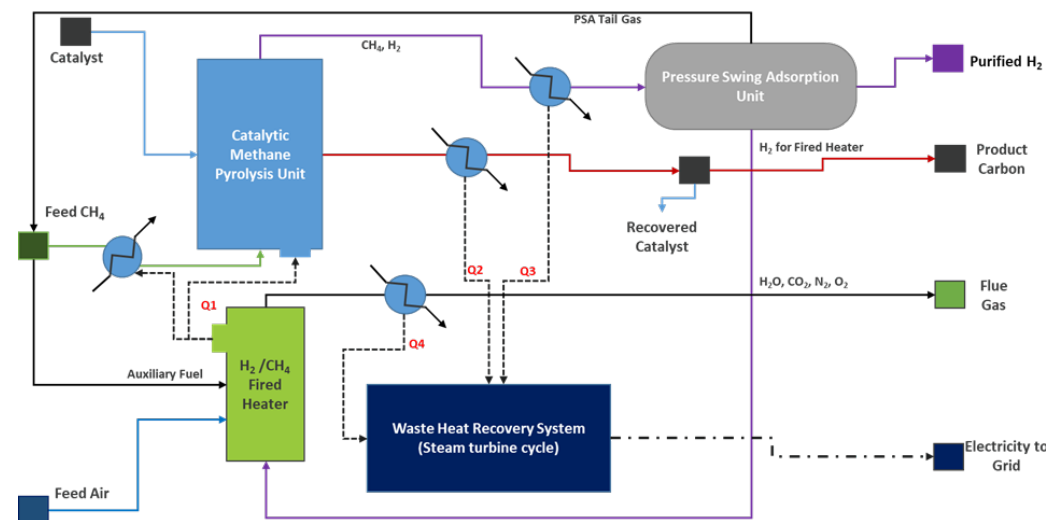 PSA Tail Gas
Catalyst
CH₄, H₂
Pressure Swing Adsorption
Unit
Purified H₂
Catalytic
Methane
Pyrolysis Unit
H₂ for Fired Heater
Product
Carbon
Feed CH₄
Recovered
Catalyst
Q1
Q2
Q3
H₂O, CO₂, N₂, O₂
Flue
Gas
Q4
H₂ /CH₄
Fired
Heater
Auxiliary Fuel
Waste Heat Recovery System
(Steam turbine cycle)
Electricity to
Grid
Feed Air